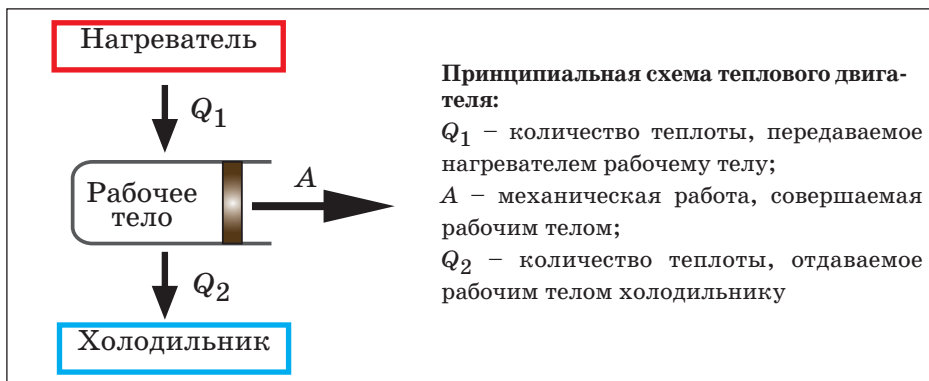 Нагреватель
Q1
Рабочее
тело
A
Q2
Холодильник
Принципиальная схема теплового двига-
теля:
Q1 – количество теплоты, передаваемое
нагревателем рабочему телу;
A – механическая работа, совершаемая
рабочим телом;
Q2 – количество теплоты, отдаваемое
рабочим телом холодильнику